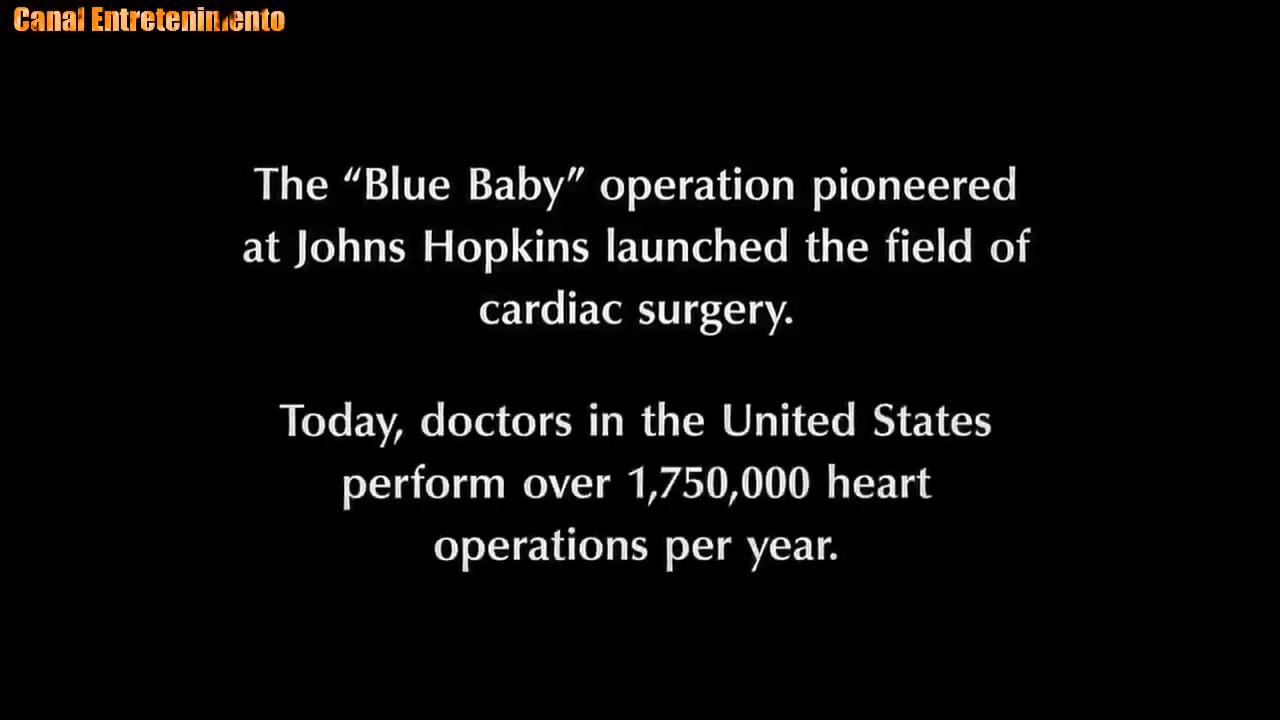 Canal Entretenimento
The “Blue Baby” operation pioneered
at Johns Hopkins launched the field of
cardiac surgery.
Today, doctors in the United States
perform over 1,750,000 heart
operations per year.